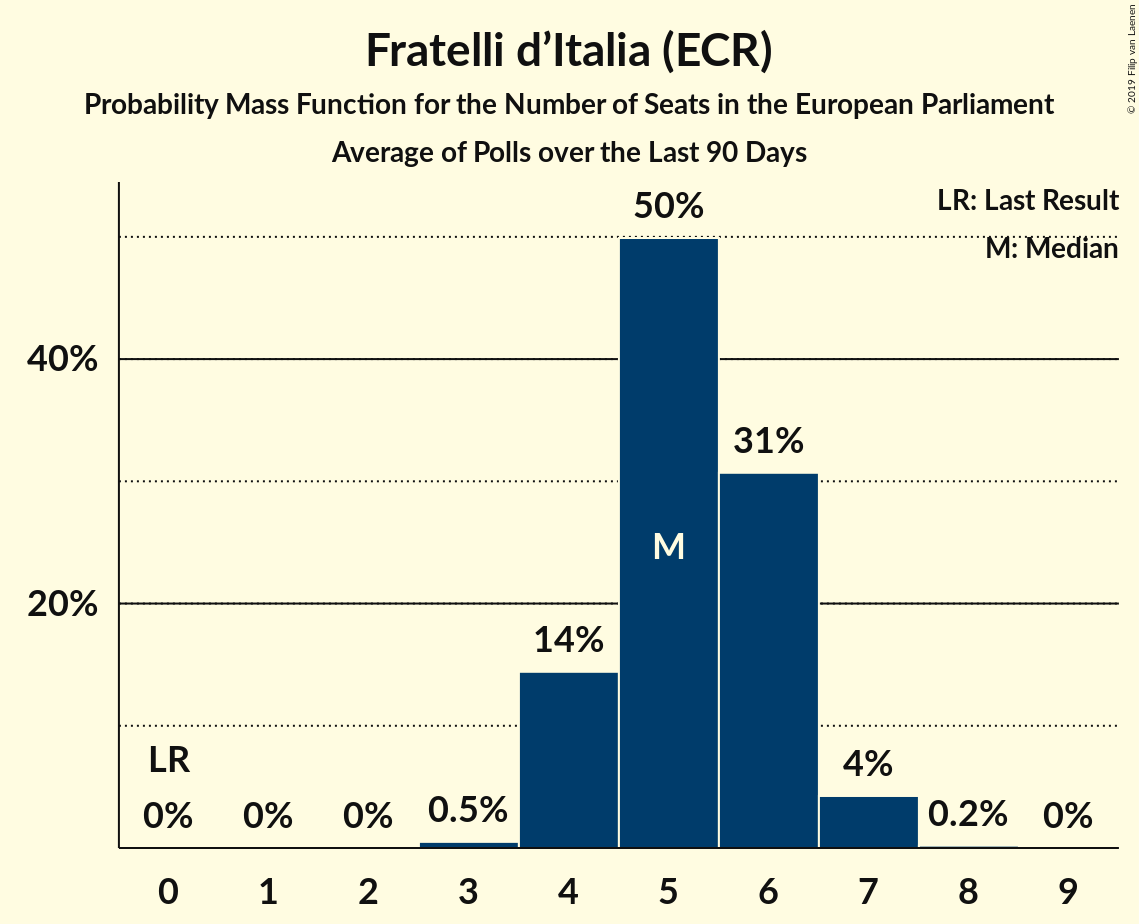 Fratelli d’Italia (ECR)
Probability Mass Function for the Number of Seats in the European Parliament
Average of Polls over the Last 90 Days
© 2019 Filip van Laenen
LR: Last Result
M: Median
50%
40%
31%
M
20%
14%
LR
4%
0% 0% 0% 0.5% 0.2% 0%
0 1 2 3 4 5 6 7 8 9